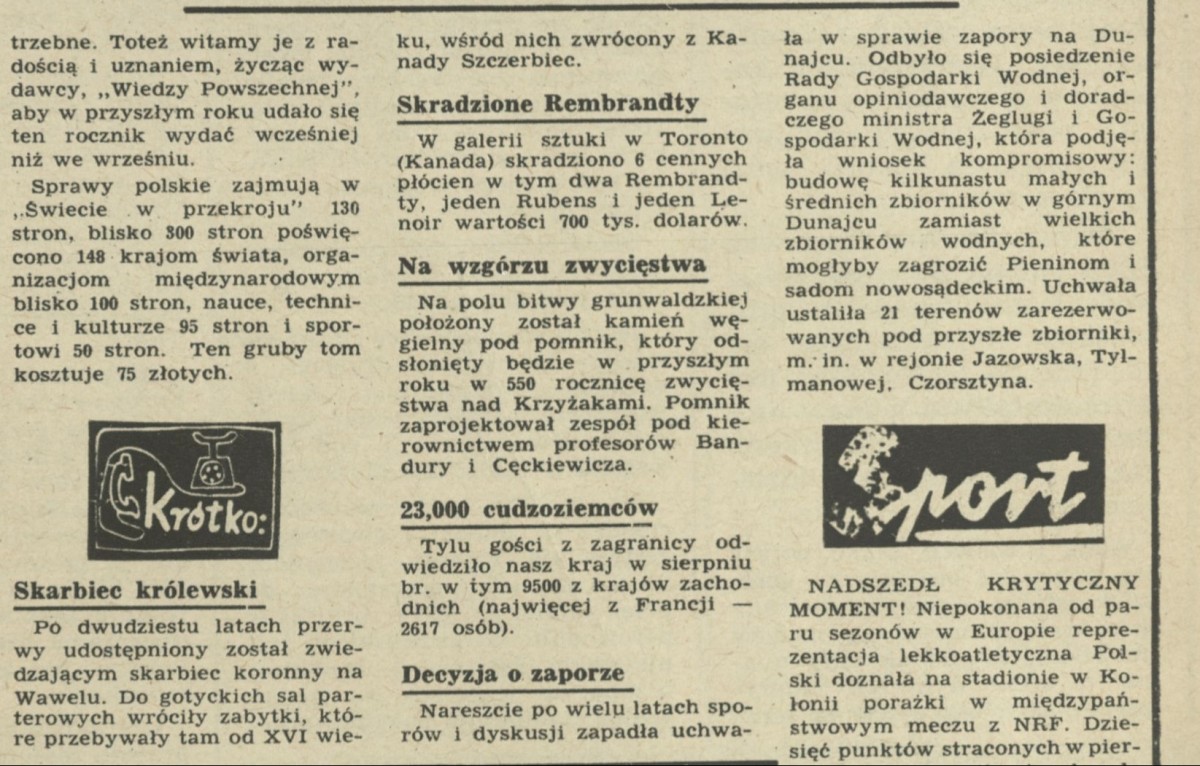 trzebne. Toteż witamy je z ra-
dością i uznaniem, życząc wy-
dawcy, „Wiedzy Powszechnej”,
aby w przyszłym roku udało się
ten rocznik wydać wcześniej
niż we wrześniu.
Sprawy polskie zajmują w
„Świecie w przekroju” 130
stron, blisko 300 stron poświę-
cono 148 krajom świata, orga-
nizacjom międzynarodowym
blisko 100 stron, nauce, techni-
ce i kulturze 95 stron i spor-
towi 50 stron. Ten gruby tom
kosztuje 75 złotych.
Krótko:
Skarbiec królewski
Po dwudziestu latach przer-
wy udostępniony został zwie-
dzającym skarbiec koronny na
Wawelu. Do gotyckich sal par-
terowych wróciły zabytki, któ-
re przebywały tam od XVI wie-
ku, wśród nich zwrócony z Ka-
nady Szczerbiec.
Skradzione Rembrandty
W galerii sztuki w Toronto
(Kanada) skradziono 6 cennych
płócien w tym dwa Rembrand-
ty, jeden Rubens i jeden Le-
noir wartości 700 tys. dolarów.
Na wzgórzu zwycięstwa
Na polu bitwy grunwaldzkiej
położony został kamień wę-
gielny pod pomnik, który od-
słonięty będzie w przyszłym
roku w 550 rocznicę zwycię-
stwa nad Krzyżakami. Pomnik
zaprojektował zespół pod kie-
rownictwem profesorów Ban-
dury i Cęckiewicza.
23,000 cudzoziemców
Tylu gości z zagranicy od-
wiedziło nasz kraj w sierpniu
br. w tym 9500 z krajów zacho-
dnich (najwięcej z Francji —
2617 osób).
Decyzja o zaporze
Nareszcie po wielu latach spo-
rów i dyskusji zapadła uchwa-
ła w sprawie zapory na Du-
najcu. Odbyło się posiedzenie
Rady Gospodarki Wodnej, or-
ganu opiniodawczego i dorad-
czego ministra Żeglugi i Go-
spodarki Wodnej, która podję-
ła wniosek kompromisowy:
budowę kilkunastu małych i
średnich zbiorników w górnym
Dunajcu zamiast wielkich
zbiorników wodnych, które
mogłyby zagrozić Pieninom i
sadom nowosądeckim. Uchwała
ustaliła 21 terenów zarezerwo-
wanych pod przyszłe zbiorniki,
m. in. w rejonie Jazowska, Tyl-
manowej, Czorsztyna.
Sport
NADSZEDŁ KRYTYCZNY
MOMENT! Niepokonana od pa-
ru sezonów w Europie repre-
zentacja lekkoatletyczna Pol-
ski doznała na stadionie w Ko-
lonii porażki w międzypań-
stwowym meczu z NRF. Dzie-
sięć punktów straconych w pier-